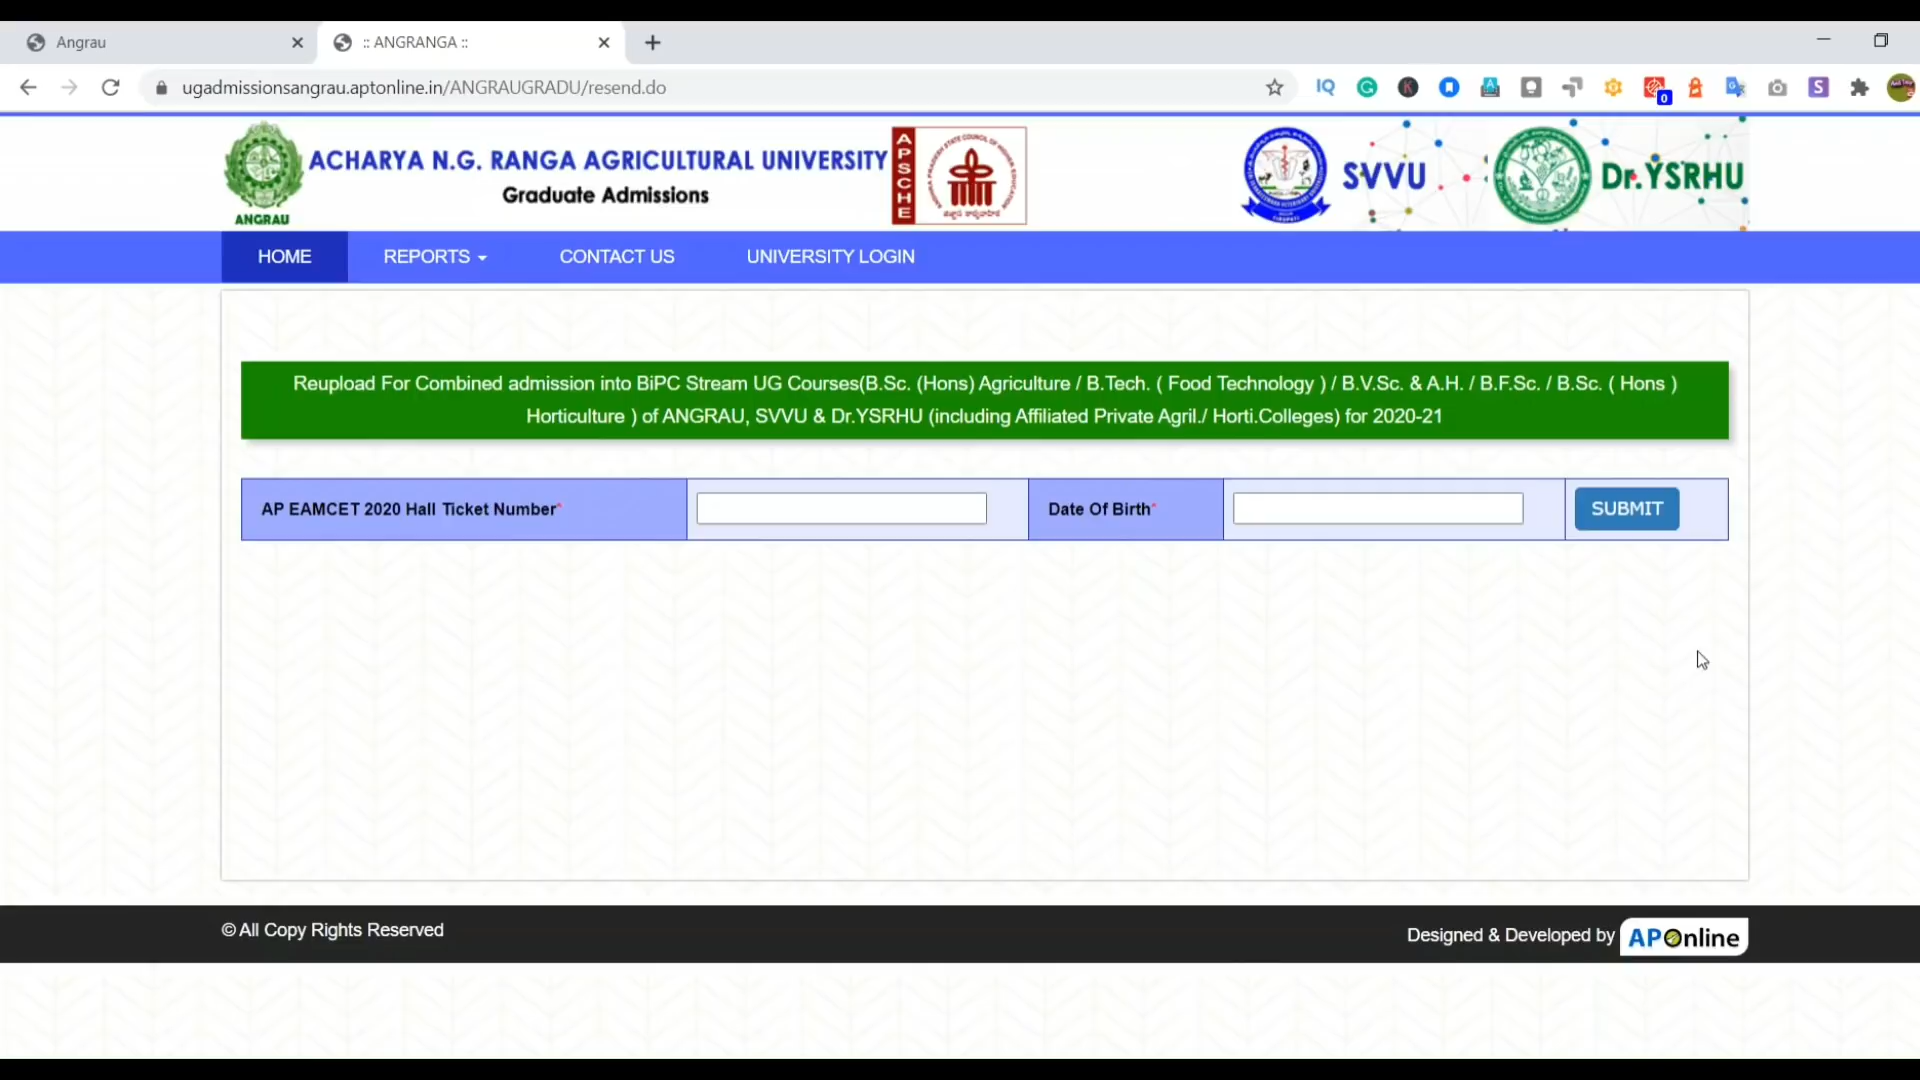 Angrau
:: ANGRANGA ::
ugadmissionsangrau.aptonline.in/ANGRAUGRADU/resend.do
IQ
0
S
ANGRAU
ACHARYA N.G. RANGA AGRICULTURAL UNIVERSITY
Graduate Admissions
APSCHE
SVVU
Dr.YSRHU
HOME
REPORTS
CONTACT US
UNIVERSITY LOGIN
Reupload For Combined admission into BiPC Stream UG Courses(B.Sc. (Hons) Agriculture / B.Tech. ( Food Technology ) / B.V.Sc. & A.H. / B.F.Sc. / B.Sc. ( Hons )
Horticulture ) of ANGRAU, SVVU & Dr.YSRHU (including Affiliated Private Agril./ Horti.Colleges) for 2020-21
AP EAMCET 2020 Hall Ticket Number*
Date Of Birth*
SUBMIT
© All Copy Rights Reserved
Designed & Developed by APOnline